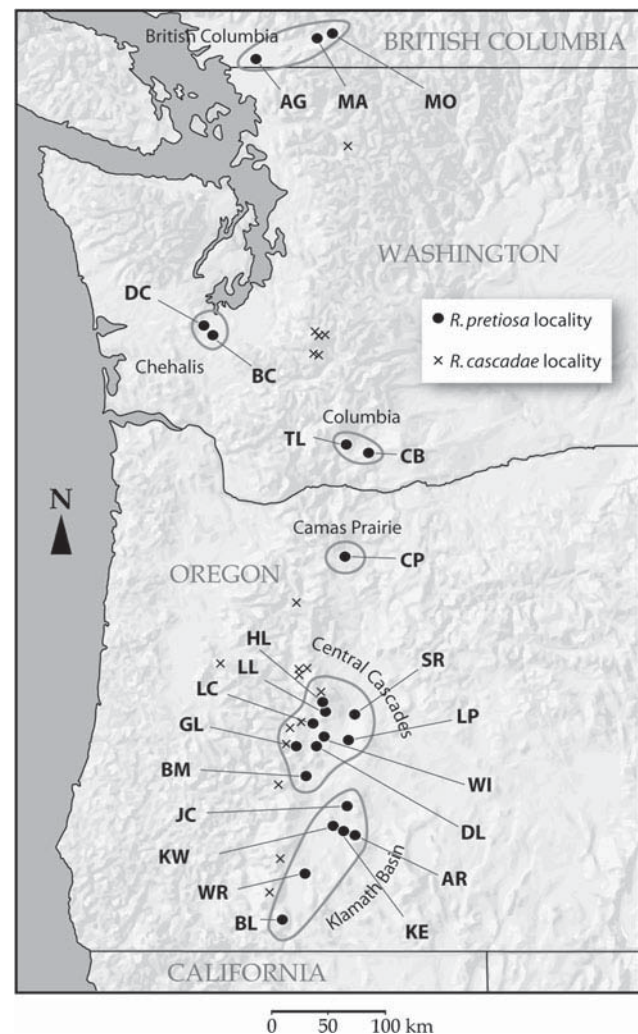 British Columbia
BRITISH COLUMBIA
AG
MA
MO
WASHINGTON
DC
BC
Chehalis
● R. pretiosa locality
× R. cascadae locality
Columbia
TL
CB
N
Camas Prairie
CP
OREGON
HL
LL
LC
GL
BM
Central Cascades
SR
LP
WI
DL
JC
KW
WR
BL
AR
KE
Klamath Basin
CALIFORNIA
0 50 100 km